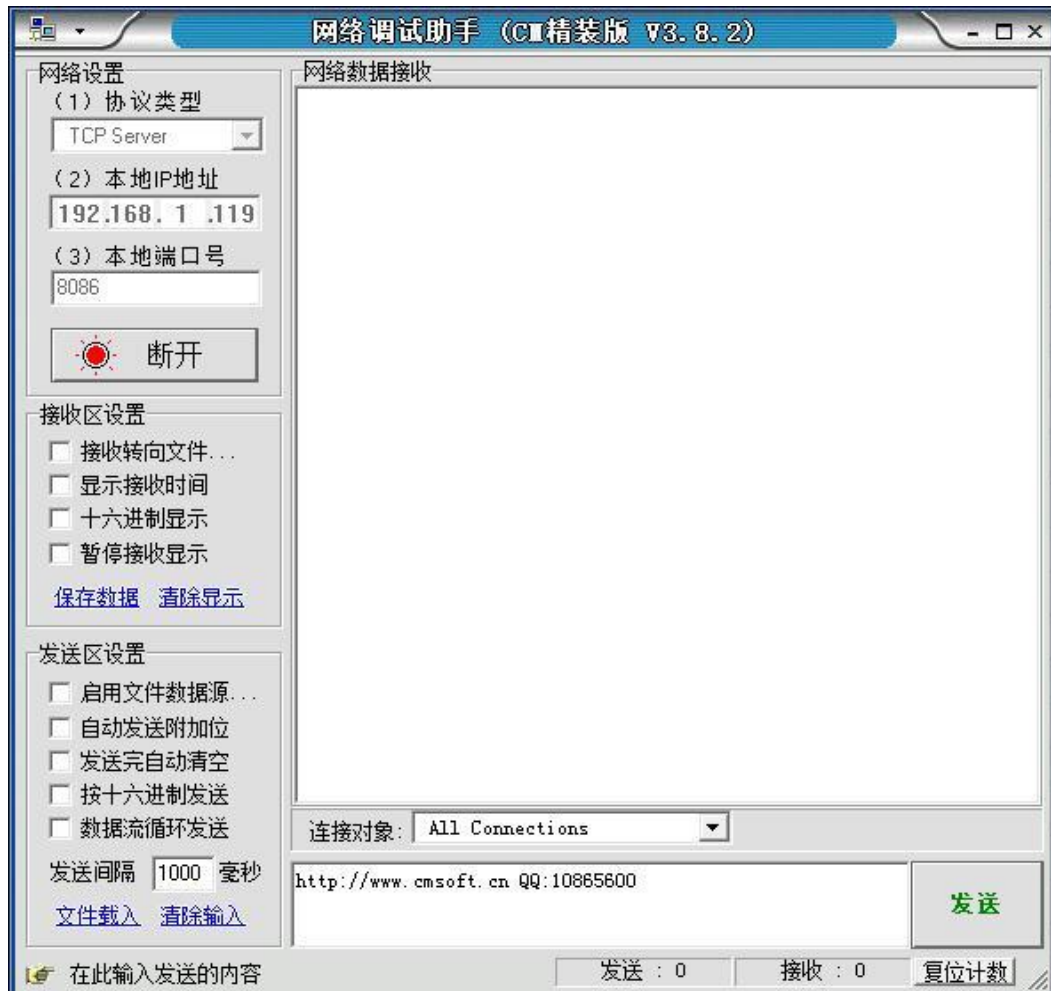 网络调试助手 (CM精装版 V3.8.2)
网络设置
(1) 协议类型
TCP Server
(2) 本地IP地址
192.168. 1 .119
(3) 本地端口号
8086
断开
接收区设置
接收转向文件...
显示接收时间
十六进制显示
暂停接收显示
保存数据 清除显示
发送区设置
启用文件数据源...
自动发送附加位
发送完自动清空
按十六进制发送
数据流循环发送
发送间隔 1000 毫秒
文件载入 清除输入
网络数据接收
连接对象: All Connections
http://www.cmsoft.cn QQ:10865600
发送
在此输入发送的内容
发送 : 0
接收 : 0
复位计数